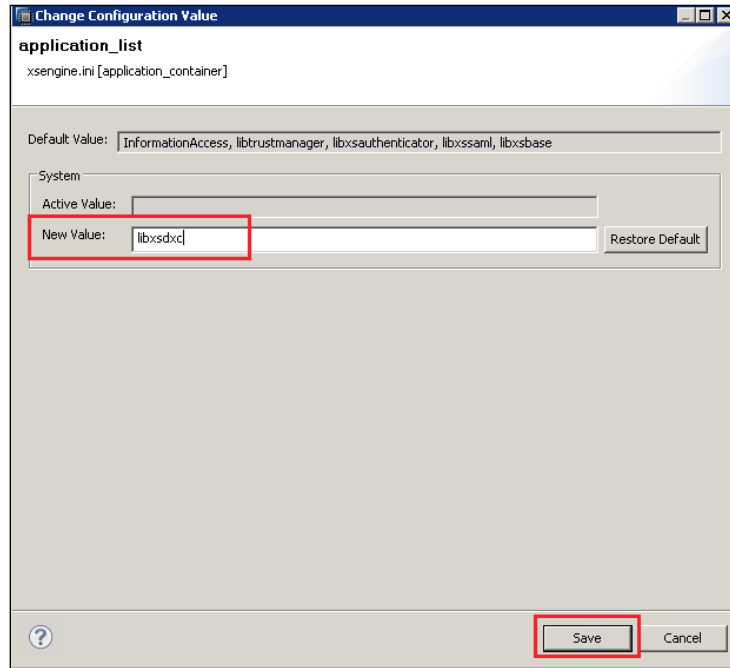 Change Configuration Value
application_list
xsengine.ini [application_container]
Default Value: InformationAccess, libtrustmanager, libxsauthenticator, libxssaml, libxsbase
System
Active Value:
New Value: libxsdxc Restore Default
? Save Cancel